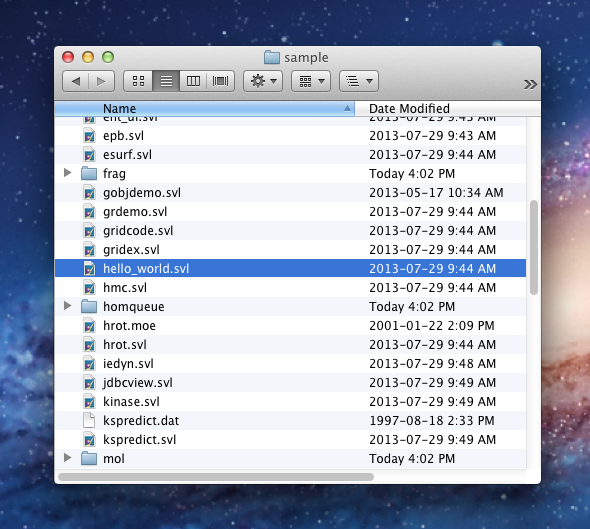 sample
Name Date Modified
ent_ui.svl 2013-07-29 9:43 AM
epb.svl 2013-07-29 9:43 AM
esurf.svl 2013-07-29 9:44 AM
frag Today 4:02 PM
gobjdemo.svl 2013-05-17 10:34 AM
grdemo.svl 2013-07-29 9:44 AM
gridcode.svl 2013-07-29 9:44 AM
gridex.svl 2013-07-29 9:44 AM
hello_world.svl 2013-07-29 9:44 AM
hmc.svl 2013-07-29 9:44 AM
homqueue Today 4:02 PM
hrot.moe 2001-01-22 2:09 PM
hrot.svl 2013-07-29 9:44 AM
iedyn.svl 2013-07-29 9:48 AM
jdbcview.svl 2013-07-29 9:49 AM
kinase.svl 2013-07-29 9:49 AM
kspredict.dat 1997-08-18 2:33 PM
kspredict.svl 2013-07-29 9:49 AM
mol Today 4:02 PM